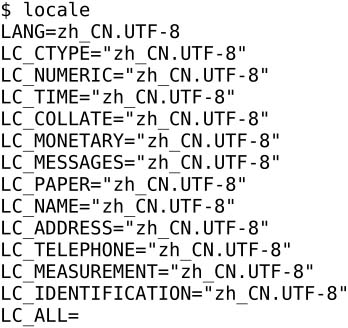 $ locale
LANG=zh_CN.UTF-8
LC_CTYPE="zh_CN.UTF-8"
LC_NUMERIC="zh_CN.UTF-8"
LC_TIME="zh_CN.UTF-8"
LC_COLLATE="zh_CN.UTF-8"
LC_MONETARY="zh_CN.UTF-8"
LC_MESSAGES="zh_CN.UTF-8"
LC_PAPER="zh_CN.UTF-8"
LC_NAME="zh_CN.UTF-8"
LC_ADDRESS="zh_CN.UTF-8"
LC_TELEPHONE="zh_CN.UTF-8"
LC_MEASUREMENT="zh_CN.UTF-8"
LC_IDENTIFICATION="zh_CN.UTF-8"
LC_ALL=